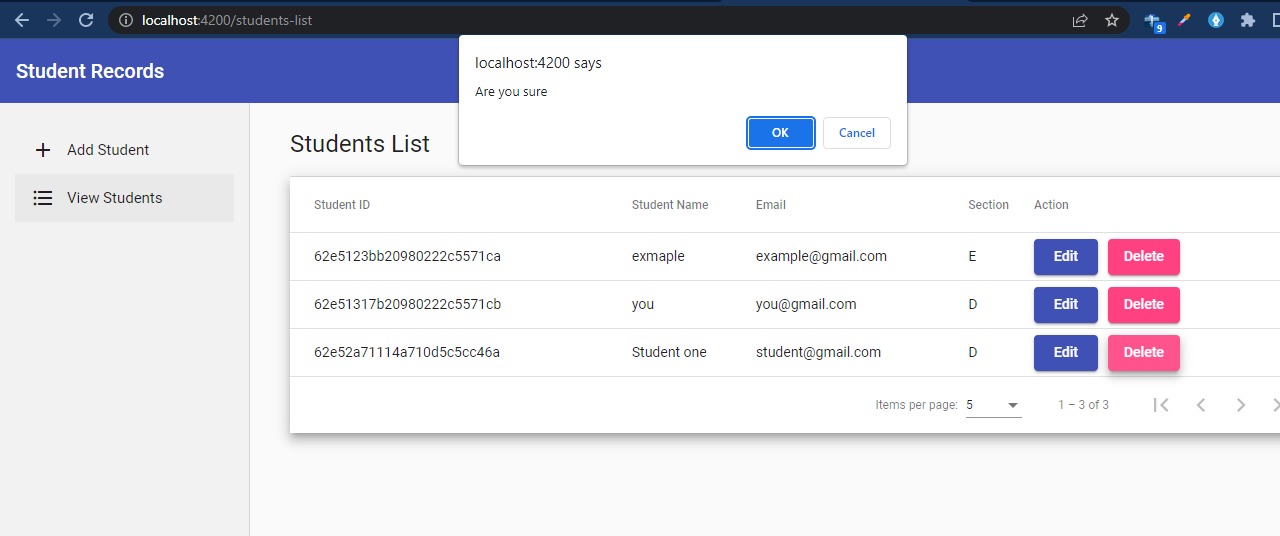 localhost:4200/students-list
9
Student Records
localhost:4200 says
Are you sure
OK Cancel
Add Student
View Students
Students List
Student ID Student Name Email Section Action
62e5123bb20980222c5571ca exmaple example@gmail.com E Edit Delete
62e51317b20980222c5571cb you you@gmail.com D Edit Delete
62e52a71114a710d5c5cc46a Student one student@gmail.com D Edit Delete
Items per page: 5 1 – 3 of 3